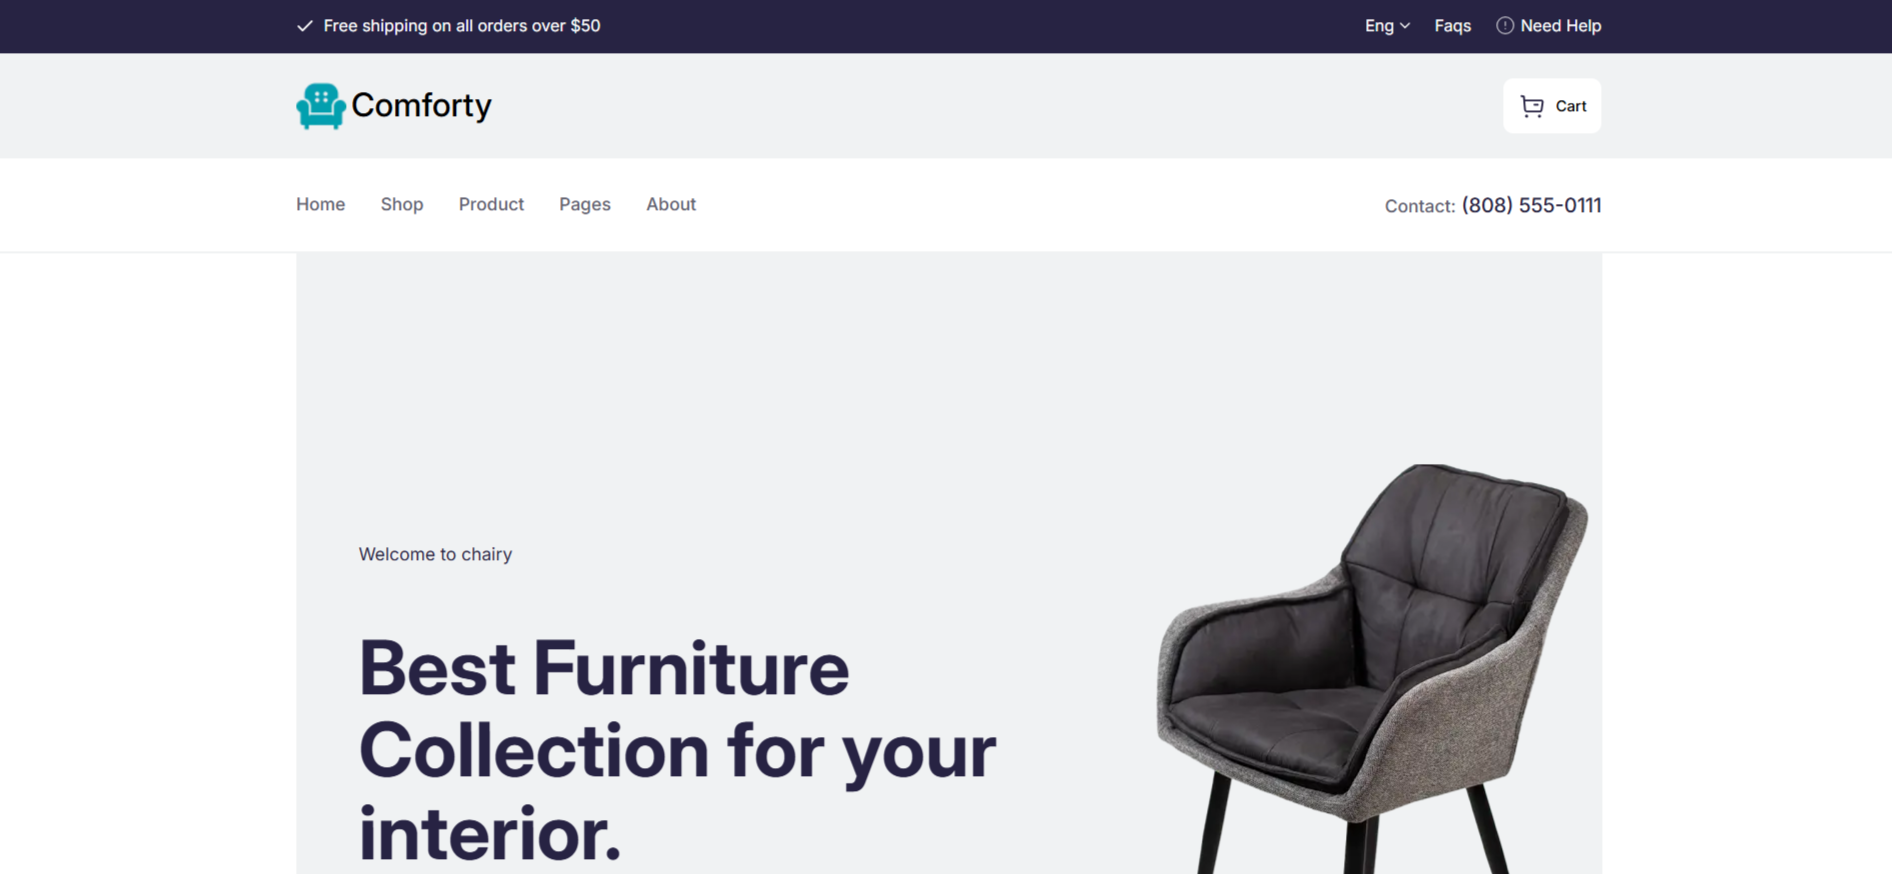 Free shipping on all orders over $50
Eng
Faqs
Need Help
Comforty
Cart
Home
Shop
Product
Pages
About
Contact: (808) 555-0111
Welcome to chairy
Best Furniture
Collection for your
interior.